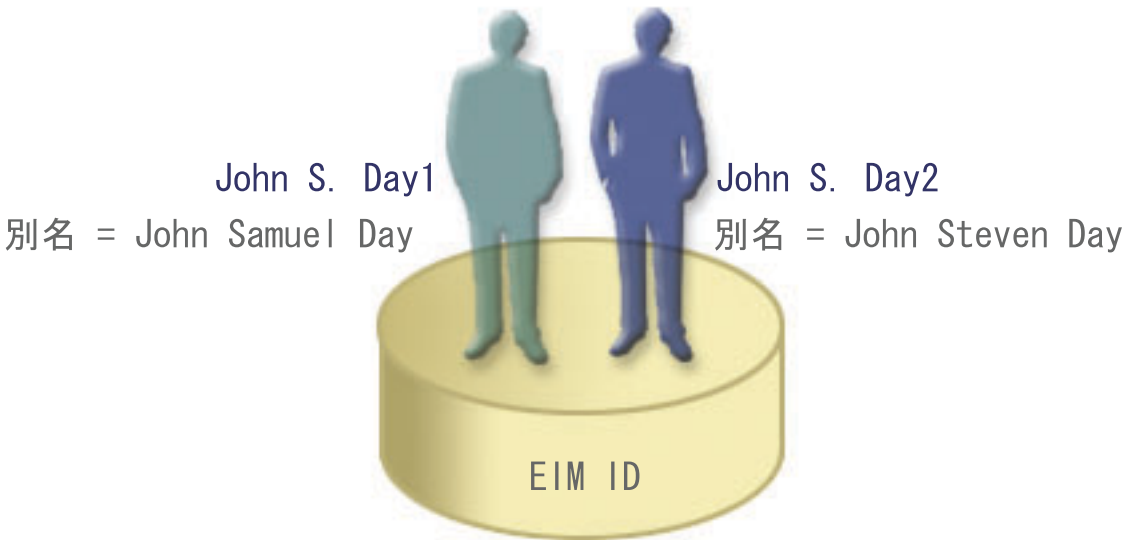 John S. Day1
別名 = John Samuel Day
John S. Day2
別名 = John Steven Day
EIM ID